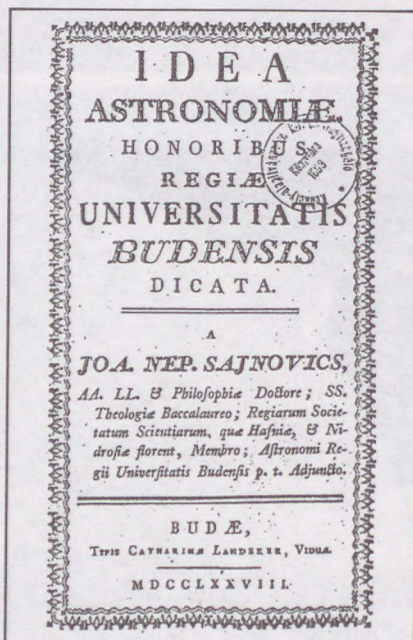 IDEA
ASTRONOMIÆ.
HONORIBUS
REGIÆ
UNIVERSITATIS
BUDENSIS
DICATA.
A
JOA. NEP. SAJNOVICS,
AA. LL. & Philoſophiæ Doctore; SS.
Theologiæ Baccalaureo; Regiarum Socie-
tatum Scientiarum, quæ Hafniæ, & Ni-
droſiæ florent, Membro; Aſtronomi Re-
gii Univerſitatis Budenſis p. t. Adjuncto.
BUDÆ,
TYPIS CATHARINÆ LANDERER, VIDUÆ.
MDCCLXXVIII.